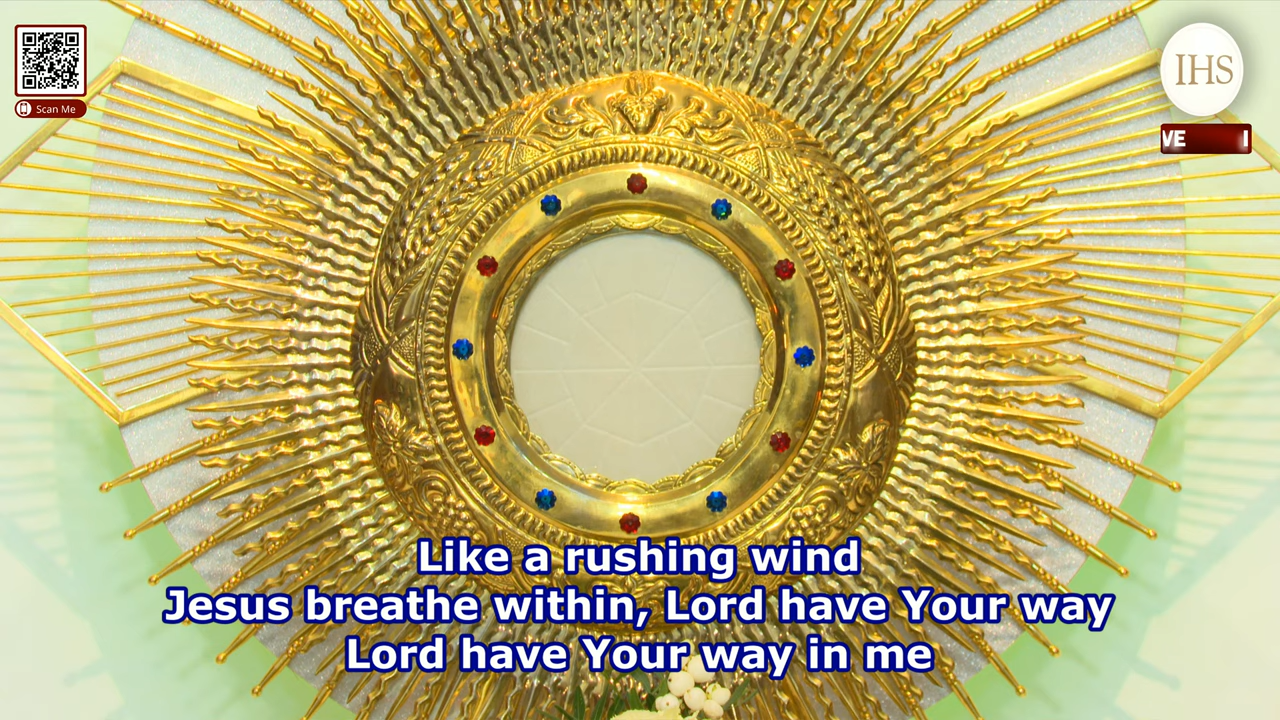 Scan Me
IHS
VE
Like a rushing wind
Jesus breathe within, Lord have Your way
Lord have Your way in me